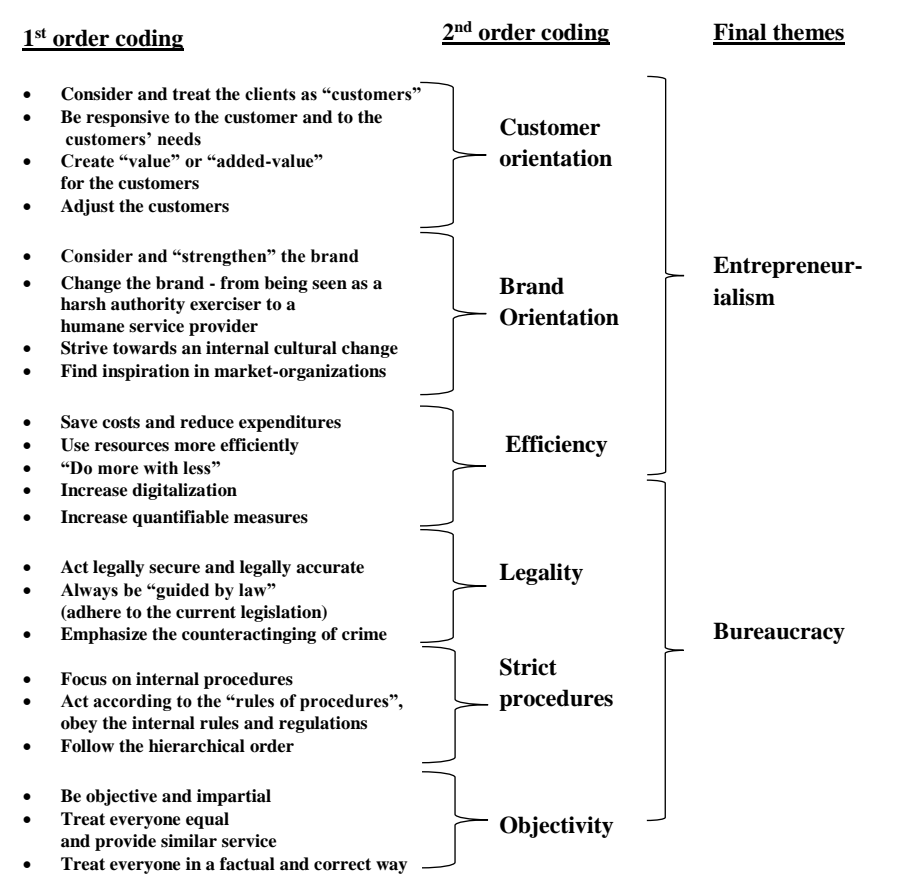 1st order coding
2nd order coding
Final themes
• Consider and treat the clients as “customers”
• Be responsive to the customer and to the
customers’ needs
• Create “value” or “added-value”
for the customers
• Adjust the customers
Customer
orientation
• Consider and “strengthen” the brand
• Change the brand - from being seen as a
harsh authority exerciser to a
humane service provider
• Strive towards an internal cultural change
• Find inspiration in market-organizations
Brand
Orientation
• Save costs and reduce expenditures
• Use resources more efficiently
• “Do more with less”
• Increase digitalization
• Increase quantifiable measures
Efficiency
Entrepreneur-
ialism
• Act legally secure and legally accurate
• Always be “guided by law”
(adhere to the current legislation)
• Emphasize the counteractinging of crime
Legality
• Focus on internal procedures
• Act according to the “rules of procedures”,
obey the internal rules and regulations
• Follow the hierarchical order
Strict
procedures
• Be objective and impartial
• Treat everyone equal
and provide similar service
• Treat everyone in a factual and correct way
Objectivity
Bureaucracy